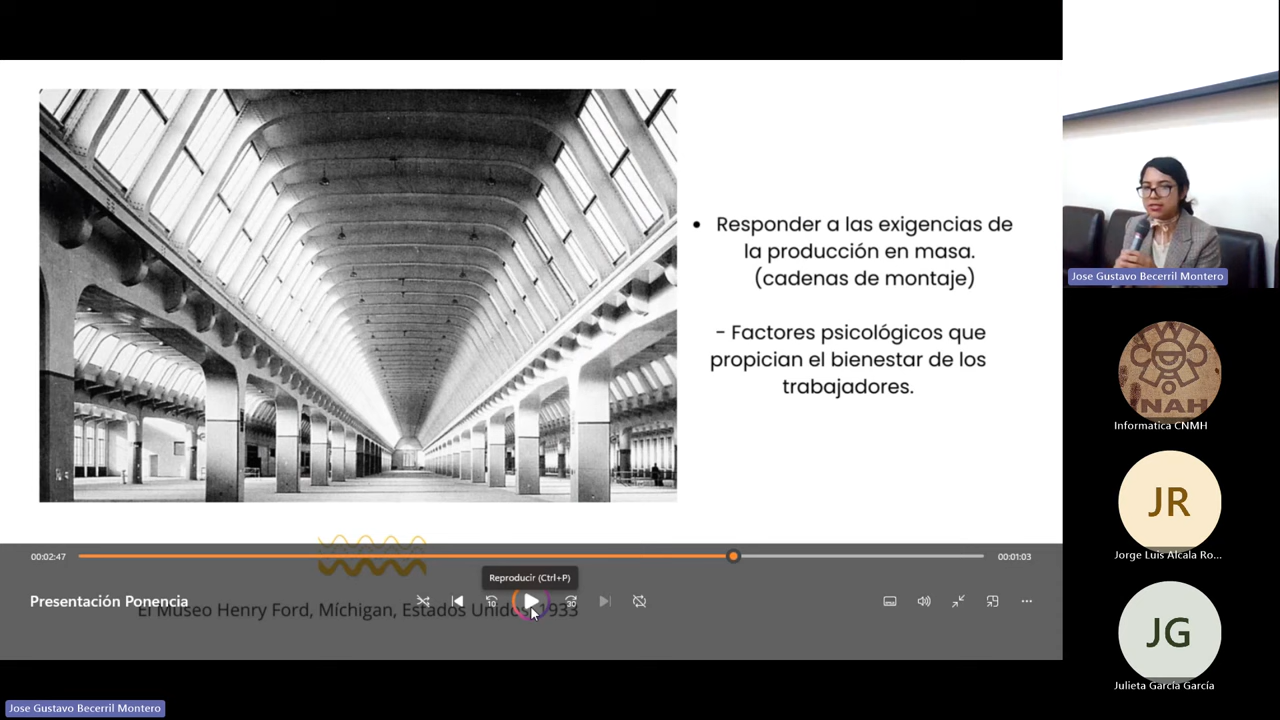 • Responder a las exigencias de
la producción en masa.
(cadenas de montaje)
- Factores psicológicos que
propician el bienestar de los
trabajadores.
Jose Gustavo Becerril Montero
INAH
Informatica CNMH
JR
Jorge Luis Alcala Ro...
JG
Julieta García García
00:02:47
00:01:03
Reproducir (Ctrl+P)
Presentación Ponencia
10
30
El Museo Henry Ford, Míchigan, Estados Unidos, 1933
Jose Gustavo Becerril Montero